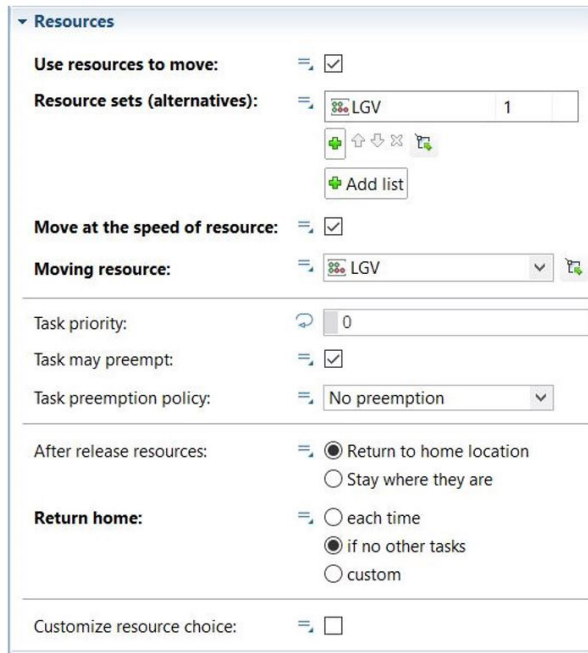 Resources
Use resources to move:
Resource sets (alternatives): LGV 1
Add list
Move at the speed of resource:
Moving resource: LGV
Task priority: 0
Task may preempt:
Task preemption policy: No preemption
After release resources: Return to home location
Stay where they are
Return home: each time
if no other tasks
custom
Customize resource choice: